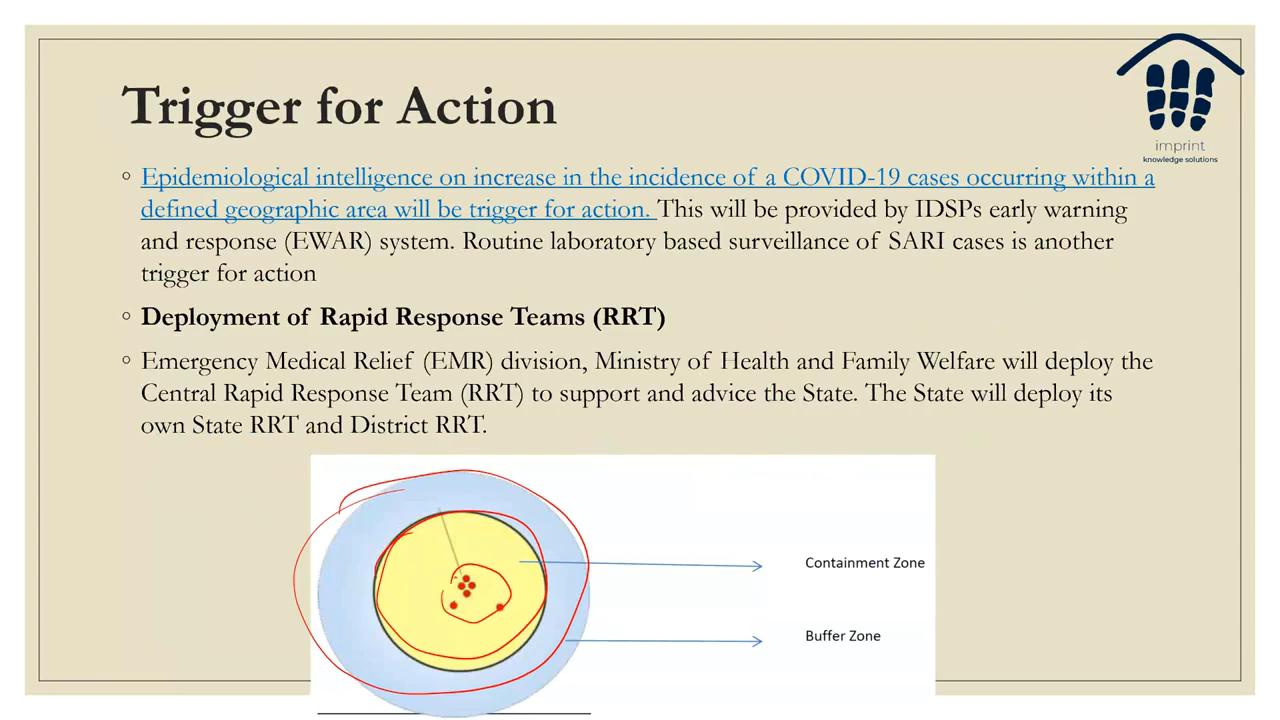 Trigger for Action
imprint
knowledge solutions
◦ Epidemiological intelligence on increase in the incidence of a COVID-19 cases occurring within a
defined geographic area will be trigger for action. This will be provided by IDSPs early warning
and response (EWAR) system. Routine laboratory based surveillance of SARI cases is another
trigger for action
◦ Deployment of Rapid Response Teams (RRT)
◦ Emergency Medical Relief (EMR) division, Ministry of Health and Family Welfare will deploy the
Central Rapid Response Team (RRT) to support and advice the State. The State will deploy its
own State RRT and District RRT.
Containment Zone
Buffer Zone